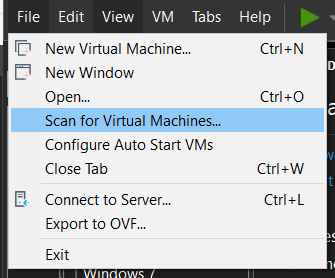 File Edit View VM Tabs Help
New Virtual Machine... Ctrl+N
New Window
Open... Ctrl+O
Scan for Virtual Machines...
Configure Auto Start VMs
Close Tab Ctrl+W
Connect to Server... Ctrl+L
Export to OVF...
Exit
Windows 7